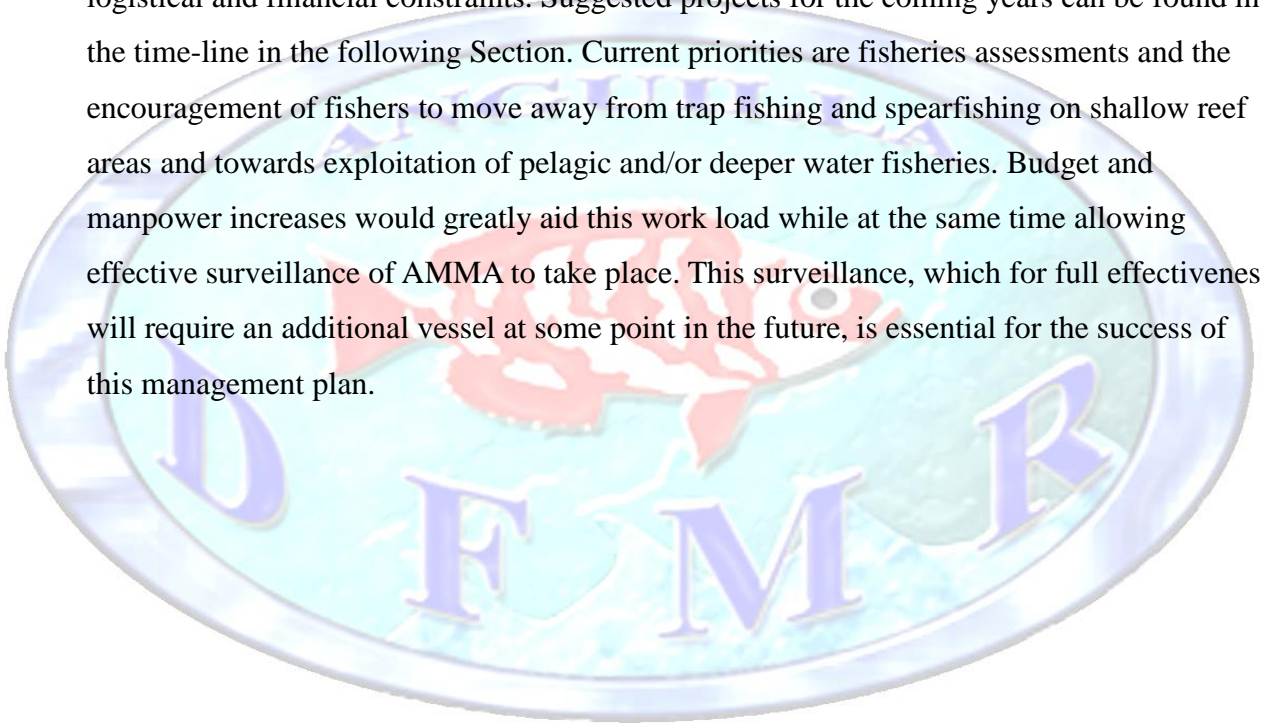 logistical and financial constraints. Suggested projects for the coming years can be found in
the time-line in the following Section. Current priorities are fisheries assessments and the
encouragement of fishers to move away from trap fishing and spearfishing on shallow reef
areas and towards exploitation of pelagic and/or deeper water fisheries. Budget and
manpower increases would greatly aid this work load while at the same time allowing
effective surveillance of AMMA to take place. This surveillance, which for full effectivenes
will require an additional vessel at some point in the future, is essential for the success of
this management plan.
ANGUILLA
D F M R